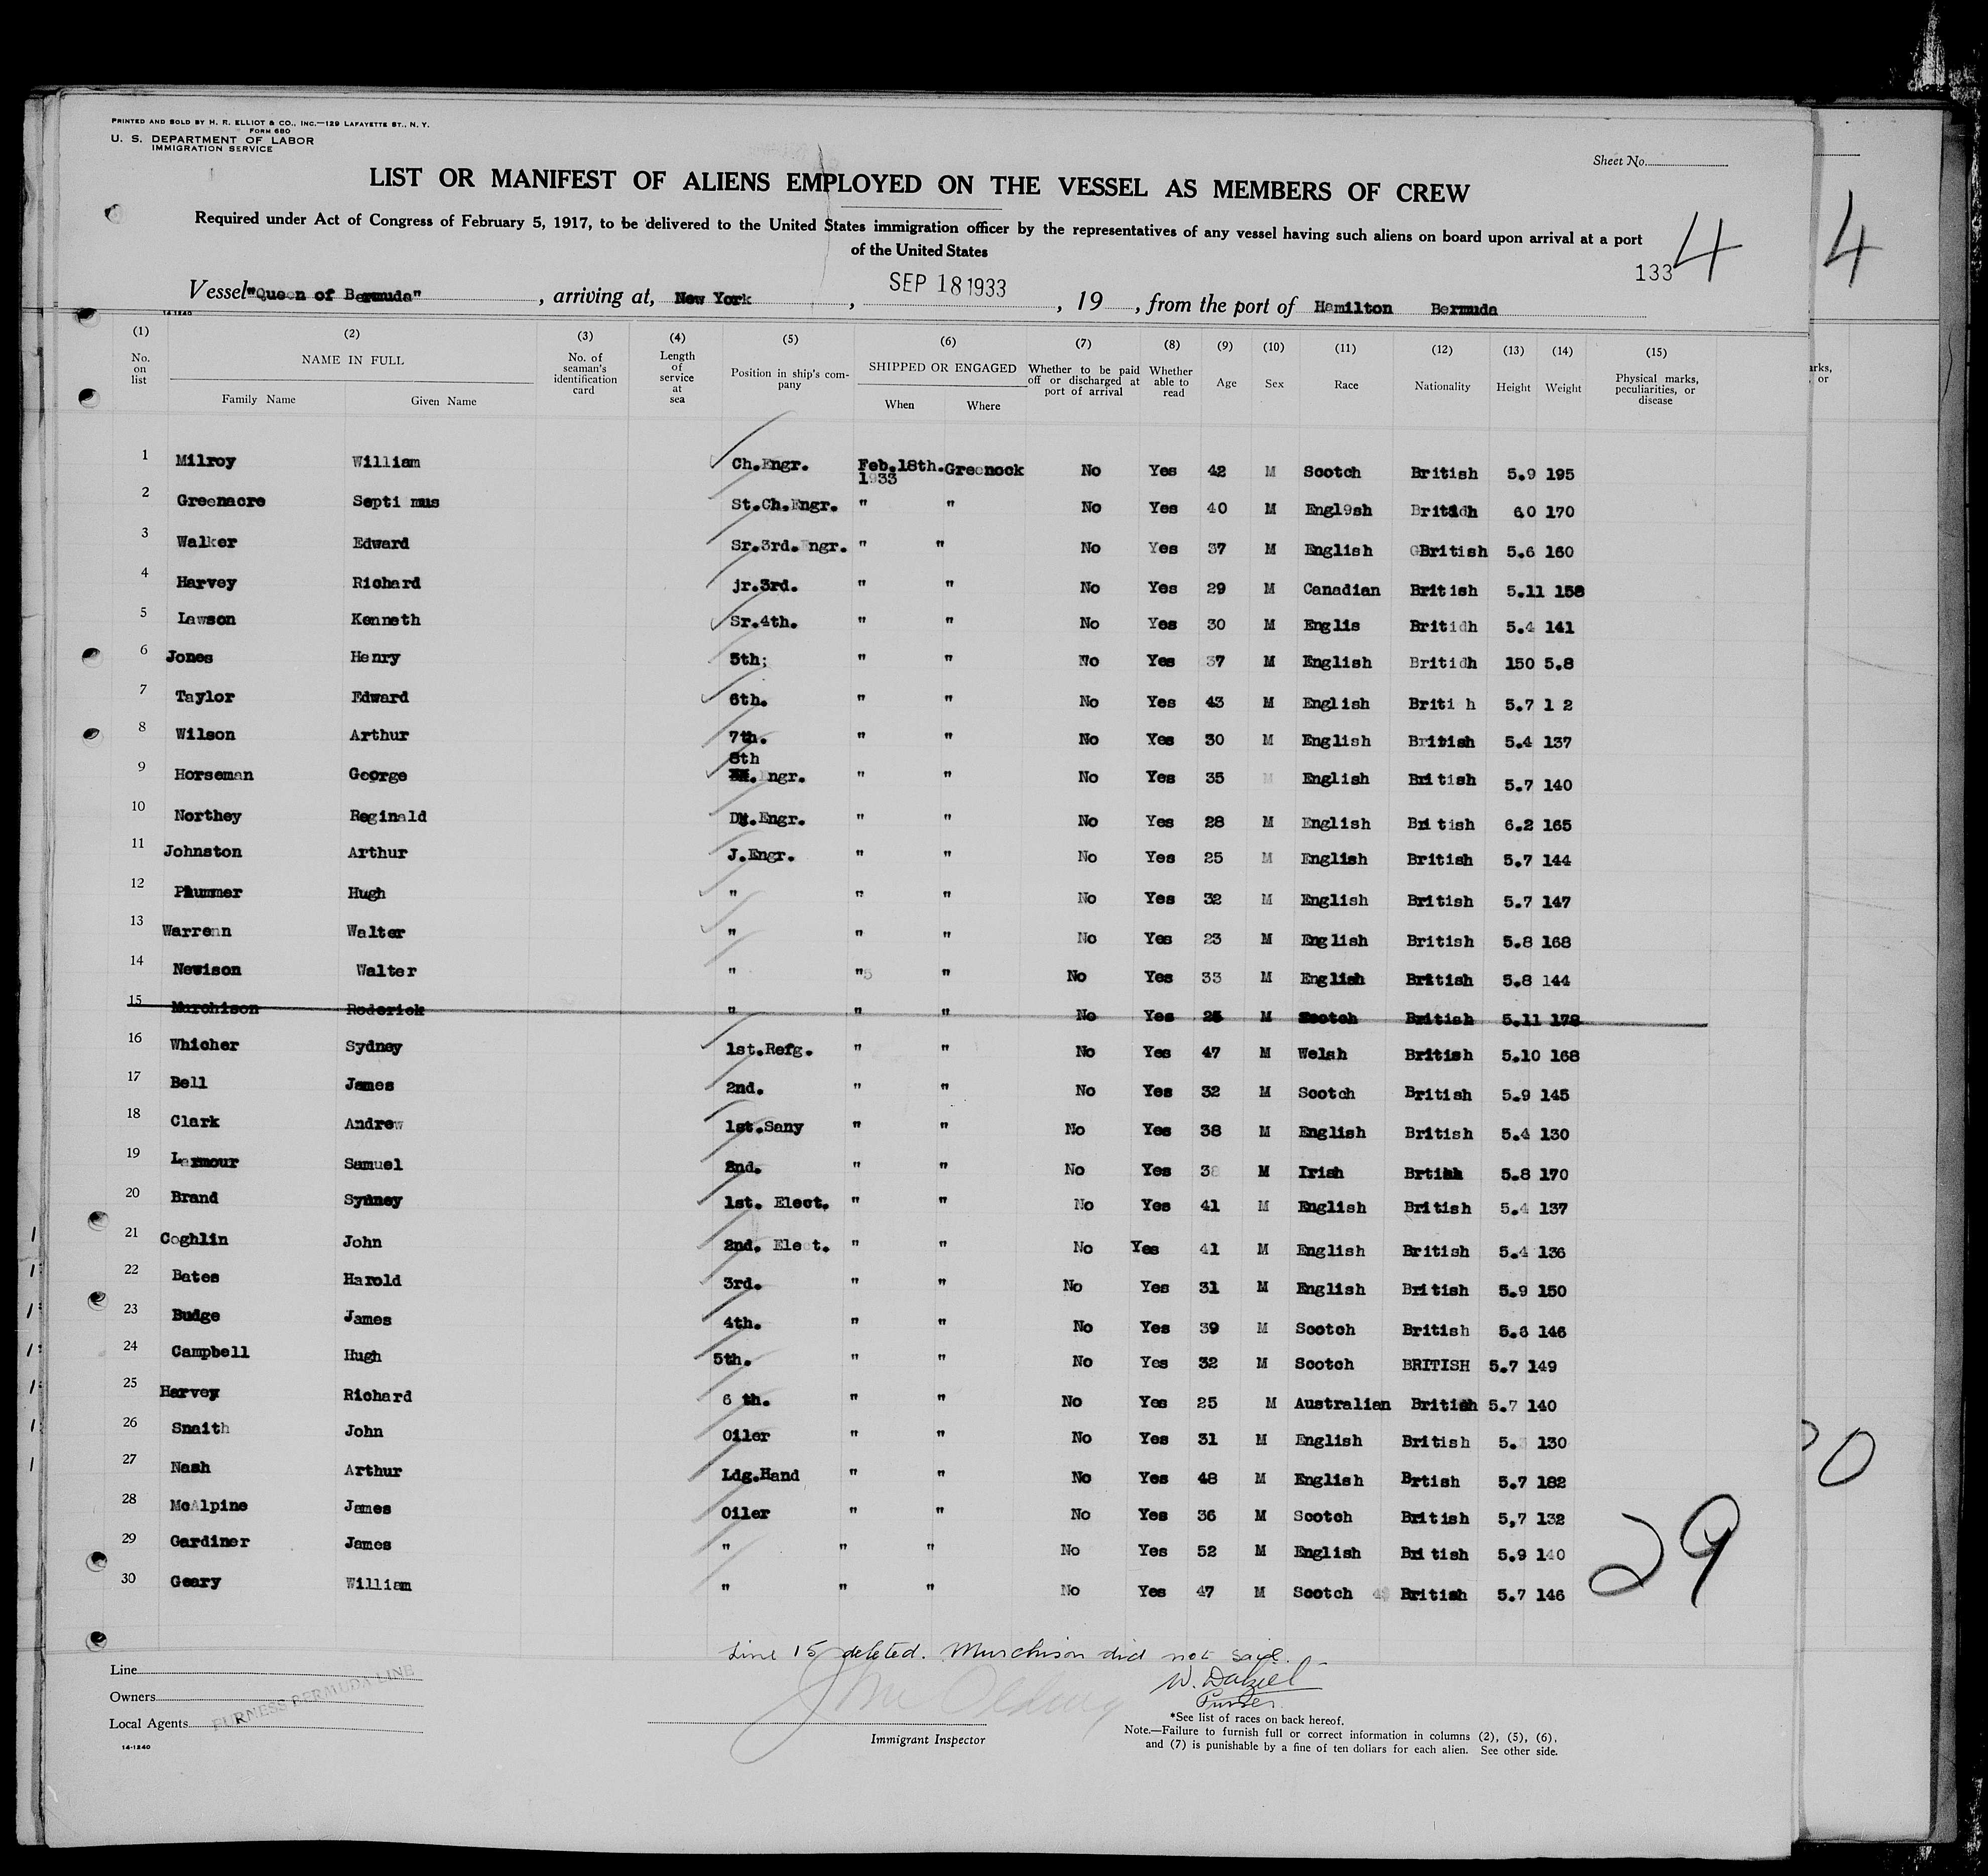 PRINTED AND SOLD BY H. R. ELLIOT & CO., INC.—129 LAFAYETTE ST., N. Y.
FORM 680
U. S. DEPARTMENT OF LABOR
IMMIGRATION SERVICE
Sheet No.
LIST OR MANIFEST OF ALIENS EMPLOYED ON THE VESSEL AS MEMBERS OF CREW
Required under Act of Congress of February 5, 1917, to be delivered to the United States immigration officer by the representatives of any vessel having such aliens on board upon arrival at a port
of the United States
133 4 4
Vessel "Queen of Bermuda", arriving at, New York, SEP 18 1933, 19, from the port of Hamilton Bermuda
14-1240
(1) (2) (3) (4) (5) (6) (7) (8) (9) (10) (11) (12) (13) (14) (15)
No. on list NAME IN FULL Family Name Given Name No. of seaman's identification card Length of service at sea Position in ship's company SHIPPED OR ENGAGED When Where Whether to be paid off or discharged at port of arrival Whether able to read Age Sex Race Nationality Height Weight Physical marks, peculiarities, or disease
1 Milroy William Ch.Engr. Feb.18th. 1933 Greenock No Yes 42 M Scotch British 5.9 195
2 Greenacre Septi mus St.Ch.Engr. " " No Yes 40 M Engl9sh Britidh 6.0 170
3 Walker Edward Sr.3rd. ngr. " " No Yes 37 M English GBritish 5.6 160
4 Harvey Richard jr.3rd. " " No Yes 29 M Canadian British 5.11 158
5 Lawson Kenneth Sr.4th. " " No Yes 30 M Englis Britidh 5.4 141
6 Jones Henry 5th; " " No Yes 37 M English Britidh 150 5.8
7 Taylor Edward 6th. " " No Yes 43 M English Briti h 5.7 1 2
8 Wilson Arthur 7th. " " No Yes 30 M English British 5.4 137
9 Horseman George 8th ngr. " " No Yes 35 M English British 5.7 140
10 Northey Reginald Engr. " " No Yes 28 M English British 6.2 165
11 Johnston Arthur J.Engr. " " No Yes 25 M English British 5.7 144
12 Plummer Hugh " " " No Yes 32 M English British 5.7 147
13 Warrenn Walter " " " No Yes 23 M English British 5.8 168
14 Newison Walter " " " No Yes 33 M English British 5.8 144
15 Murchison Roderick " " " No Yes 25 M Scotch British 5.11 178
16 Whicher Sydney 1st.Refg. " " No Yes 47 M Welsh British 5.10 168
17 Bell James 2nd. " " No Yes 32 M Scotch British 5.9 145
18 Clark Andrew 1st.Sany " " No Yes 38 M English British 5.4 130
19 Larmour Samuel 2nd. " " No Yes 38 M Irish 5.8 170
20 Brand Sydney 1st. Elect. " " No Yes 41 M English British 5.4 137
21 Coghlin John 2nd. Elect. " " No Yes 41 M English British 5.4 136
22 Bates Harold 3rd. " " No Yes 31 M English British 5.9 150
23 Budge James 4th. " " No Yes 39 M Scotch British 5.6 146
24 Campbell Hugh 5th. " " No Yes 32 M Scotch BRITISH 5.7 149
25 Harvey Richard 6 th. " " No Yes 25 M Australian British 5.7 140
26 Snaith John Oiler " " No Yes 31 M English British 5. 130
27 Nash Arthur Ldg.Hand " " No Yes 48 M English Brtish 5.7 182
28 McAlpine James Oiler " " No Yes 36 M Scotch British 5,7 132
29 Gardiner James " " " No Yes 52 M English British 5.9 140
30 Geary William " " " No Yes 47 M Scotch British 5.7 146
29
Line 15 deleted. Murchison did not sail.
W. Dalziel
Purser.
Line
Owners
Local Agents
FURNESS BERMUDA LINE
14-1240
Immigrant Inspector
*See list of races on back hereof.
Note.—Failure to furnish full or correct information in columns (2), (5), (6),
and (7) is punishable by a fine of ten dollars for each alien. See other side.